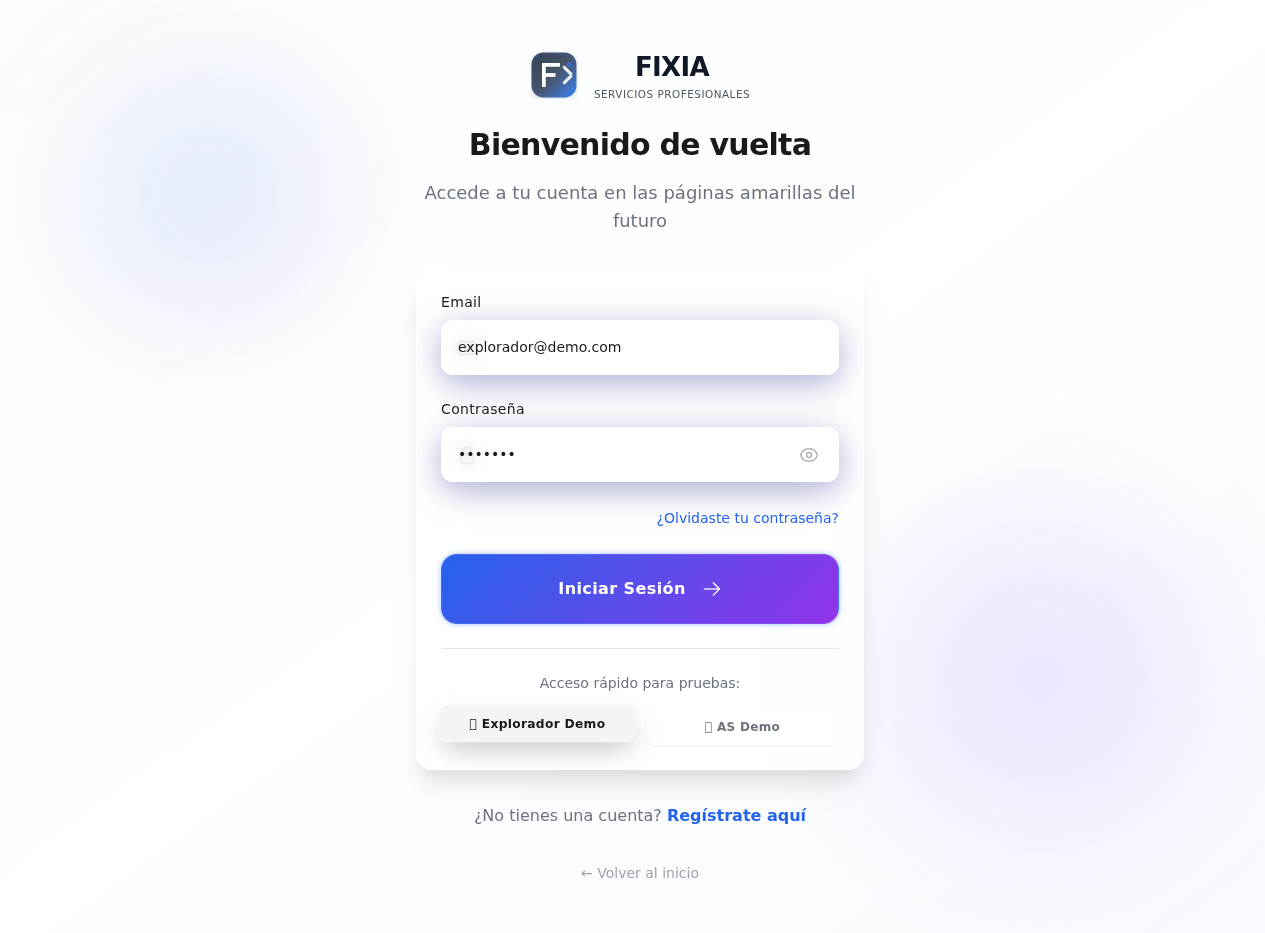 FIXIA
SERVICIOS PROFESIONALES
Bienvenido de vuelta
Accede a tu cuenta en las páginas amarillas del
futuro
Email
explorador@demo.com
Contraseña
•••••••
¿Olvidaste tu contraseña?
Iniciar Sesión →
Acceso rápido para pruebas:
Explorador Demo
AS Demo
¿No tienes una cuenta? Regístrate aquí
← Volver al inicio